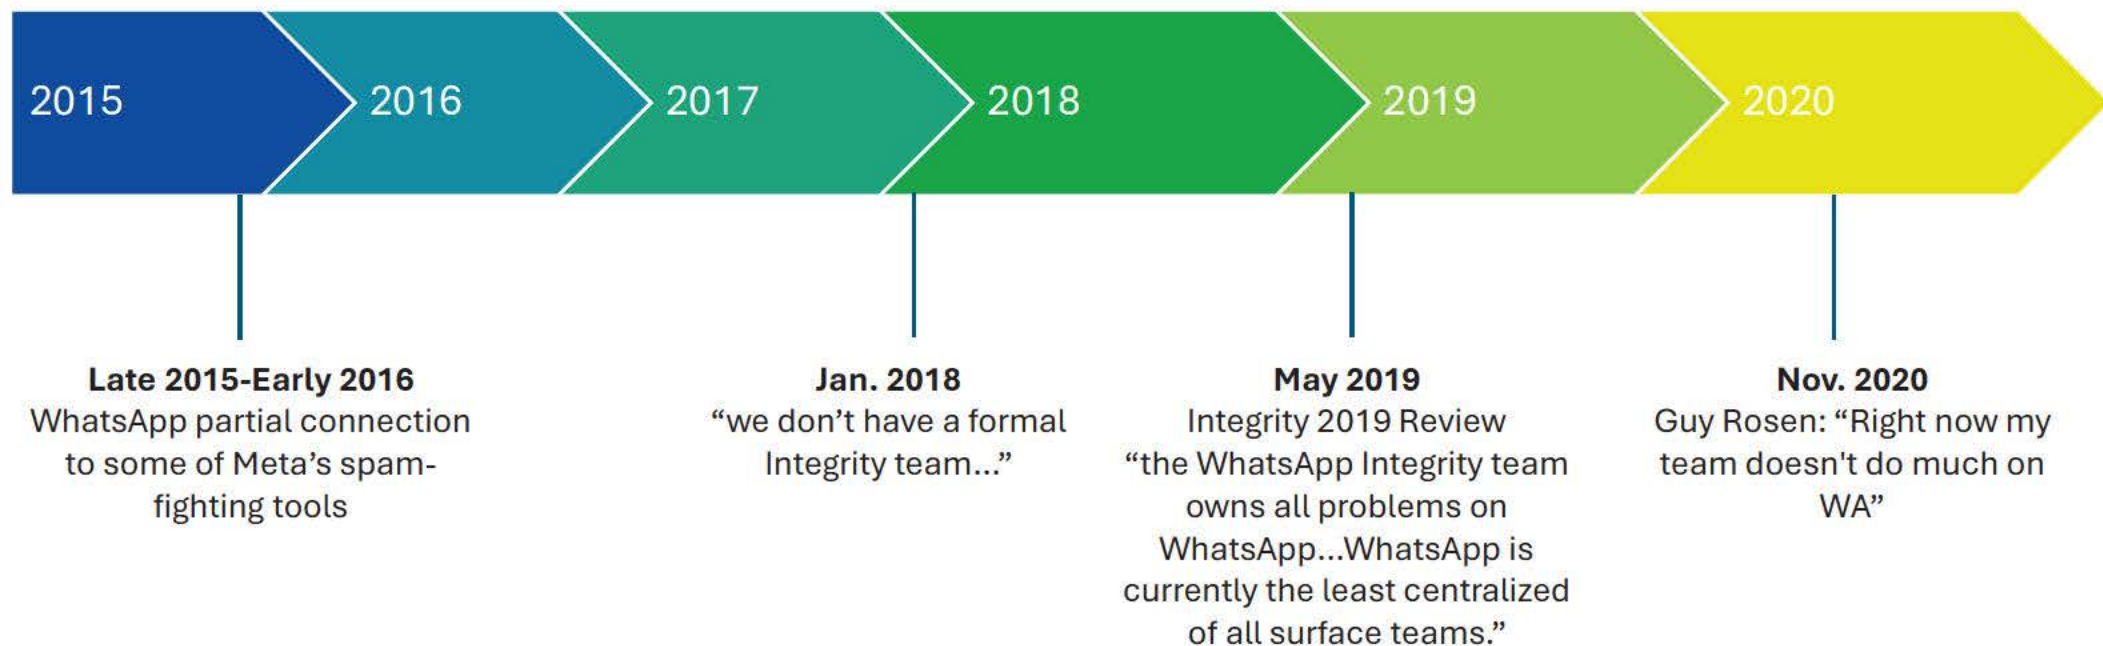 2015
2016
2017
2018
2019
2020
Late 2015-Early 2016
WhatsApp partial connection
to some of Meta’s spam-
fighting tools
Jan. 2018
“we don’t have a formal
Integrity team...”
May 2019
Integrity 2019 Review
“the WhatsApp Integrity team
owns all problems on
WhatsApp...WhatsApp is
currently the least centralized
of all surface teams.”
Nov. 2020
Guy Rosen: “Right now my
team doesn't do much on
WA”